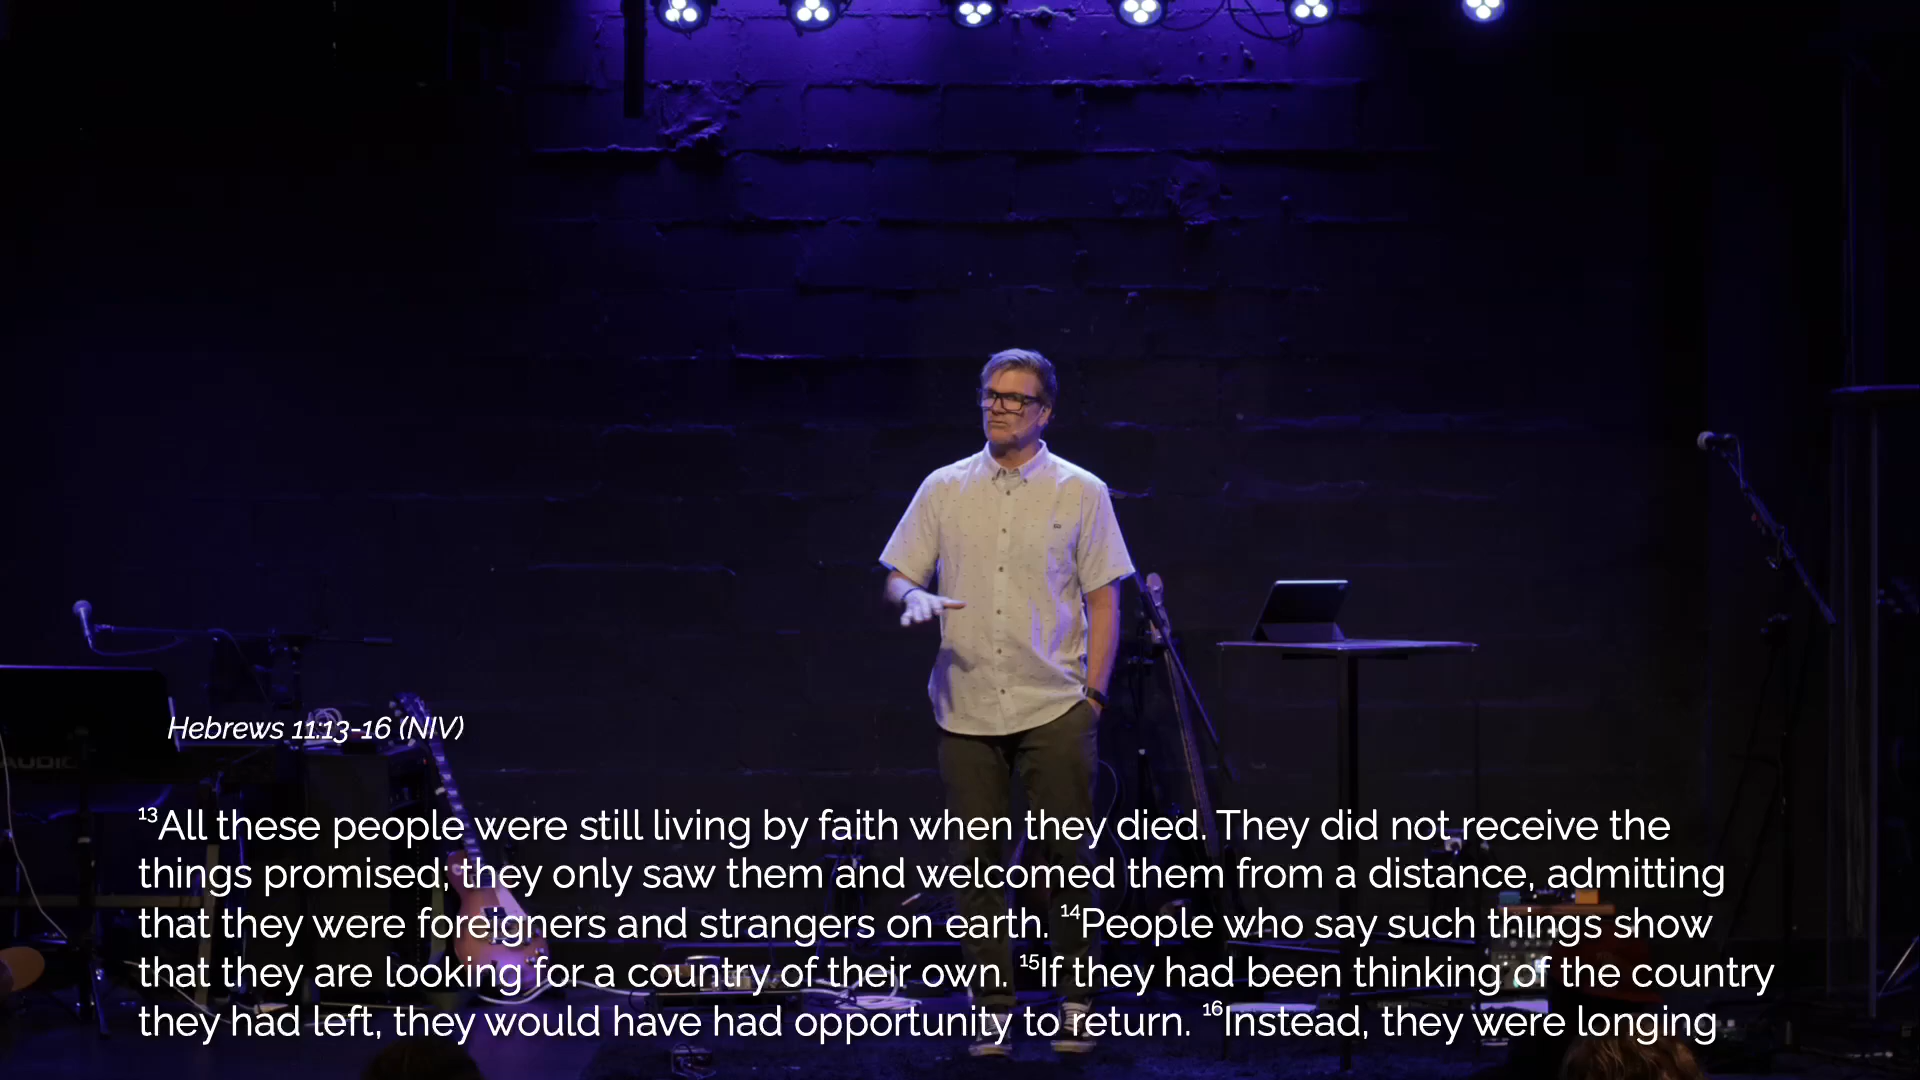 AUDIO
Hebrews 11:13-16 (NIV)
¹³All these people were still living by faith when they died. They did not receive the
things promised; they only saw them and welcomed them from a distance, admitting
that they were foreigners and strangers on earth. ¹⁴People who say such things show
that they are looking for a country of their own. ¹⁵If they had been thinking of the country
they had left, they would have had opportunity to return. ¹⁶Instead, they were longing